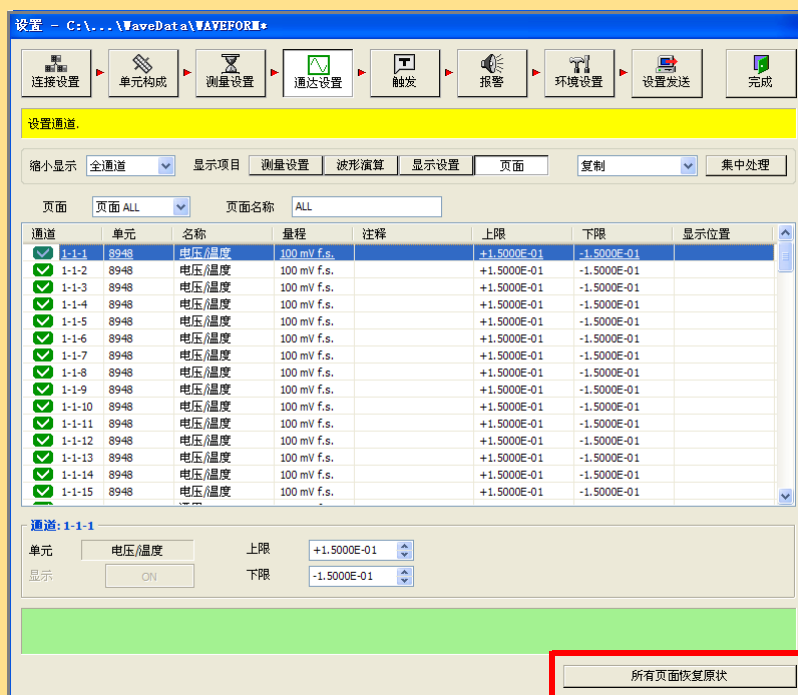 设置 - C:\...\WaveData\WAVEFORM*
连接设置 单元构成 测量设置 通达设置 触发 报警 环境设置 设置发送 完成
设置通道.
缩小显示 全通道 显示项目 测量设置 波形演算 显示设置 页面 复制 集中处理
页面 页面 ALL 页面名称 ALL
通道 单元 名称 量程 注释 上限 下限 显示位置
1-1-1 8948 电压/温度 100 mV f.s. +1.5000E-01 -1.5000E-01
1-1-2 8948 电压/温度 100 mV f.s. +1.5000E-01 -1.5000E-01
1-1-3 8948 电压/温度 100 mV f.s. +1.5000E-01 -1.5000E-01
1-1-4 8948 电压/温度 100 mV f.s. +1.5000E-01 -1.5000E-01
1-1-5 8948 电压/温度 100 mV f.s. +1.5000E-01 -1.5000E-01
1-1-6 8948 电压/温度 100 mV f.s. +1.5000E-01 -1.5000E-01
1-1-7 8948 电压/温度 100 mV f.s. +1.5000E-01 -1.5000E-01
1-1-8 8948 电压/温度 100 mV f.s. +1.5000E-01 -1.5000E-01
1-1-9 8948 电压/温度 100 mV f.s. +1.5000E-01 -1.5000E-01
1-1-10 8948 电压/温度 100 mV f.s. +1.5000E-01 -1.5000E-01
1-1-11 8948 电压/温度 100 mV f.s. +1.5000E-01 -1.5000E-01
1-1-12 8948 电压/温度 100 mV f.s. +1.5000E-01 -1.5000E-01
1-1-13 8948 电压/温度 100 mV f.s. +1.5000E-01 -1.5000E-01
1-1-14 8948 电压/温度 100 mV f.s. +1.5000E-01 -1.5000E-01
1-1-15 8948 电压/温度 100 mV f.s. +1.5000E-01 -1.5000E-01
通道: 1-1-1
单元 电压/温度 上限 +1.5000E-01
显示 ON 下限 -1.5000E-01
所有页面恢复原状